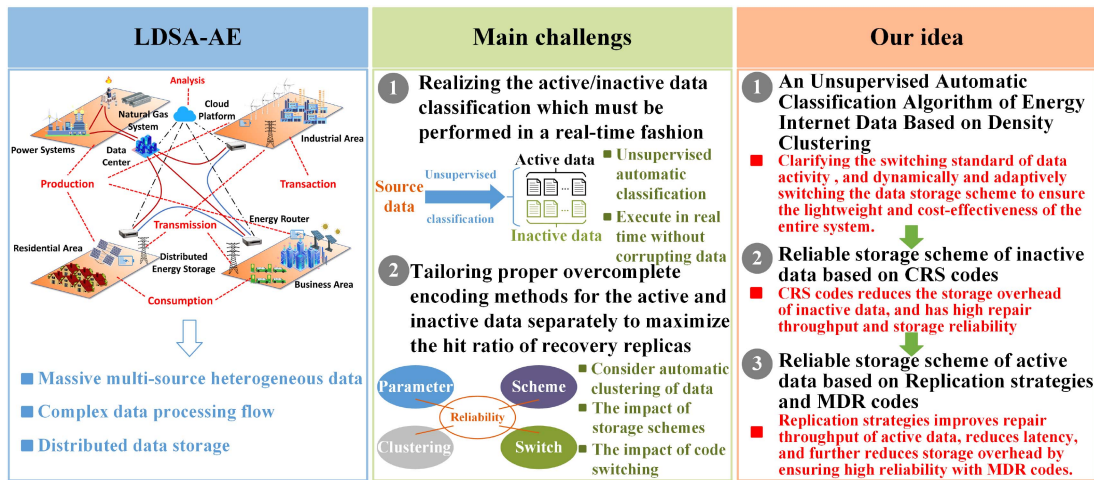 LDSA-AE
Analysis
Natural Gas
System
Cloud
Platform
Industrial Area
Power Systems
Data
Center
Production
Transaction
Energy Router
Transmission
Residential Area
Distributed
Energy Storage
Business Area
Consumption
Massive multi-source heterogeneous data
Complex data processing flow
Distributed data storage
Main challengs
1 Realizing the active/inactive data
classification which must be
performed in a real-time fashion
Source
data
Unsupervised
classification
Active data
...
...
Inactive data
Unsupervised
automatic
classification
Execute in real
time without
corrupting data
2 Tailoring proper overcomplete
encoding methods for the active and
inactive data separately to maximize
the hit ratio of recovery replicas
Parameter
Scheme
Reliability
Clustering
Switch
Consider automatic
clustering of data
The impact of
storage schemes
The impact of code
switching
Our idea
1 An Unsupervised Automatic
Classification Algorithm of Energy
Internet Data Based on Density
Clustering
Clarifying the switching standard of data
activity , and dynamically and adaptively
switching the data storage scheme to ensure
the lightweight and cost-effectiveness of the
entire system.
2 Reliable storage scheme of inactive
data based on CRS codes
CRS codes reduces the storage overhead
of inactive data, and has high repair
throughput and storage reliability
3 Reliable storage scheme of active
data based on Replication strategies
and MDR codes
Replication strategies improves repair
throughput of active data, reduces latency,
and further reduces storage overhead by
ensuring high reliability with MDR codes.